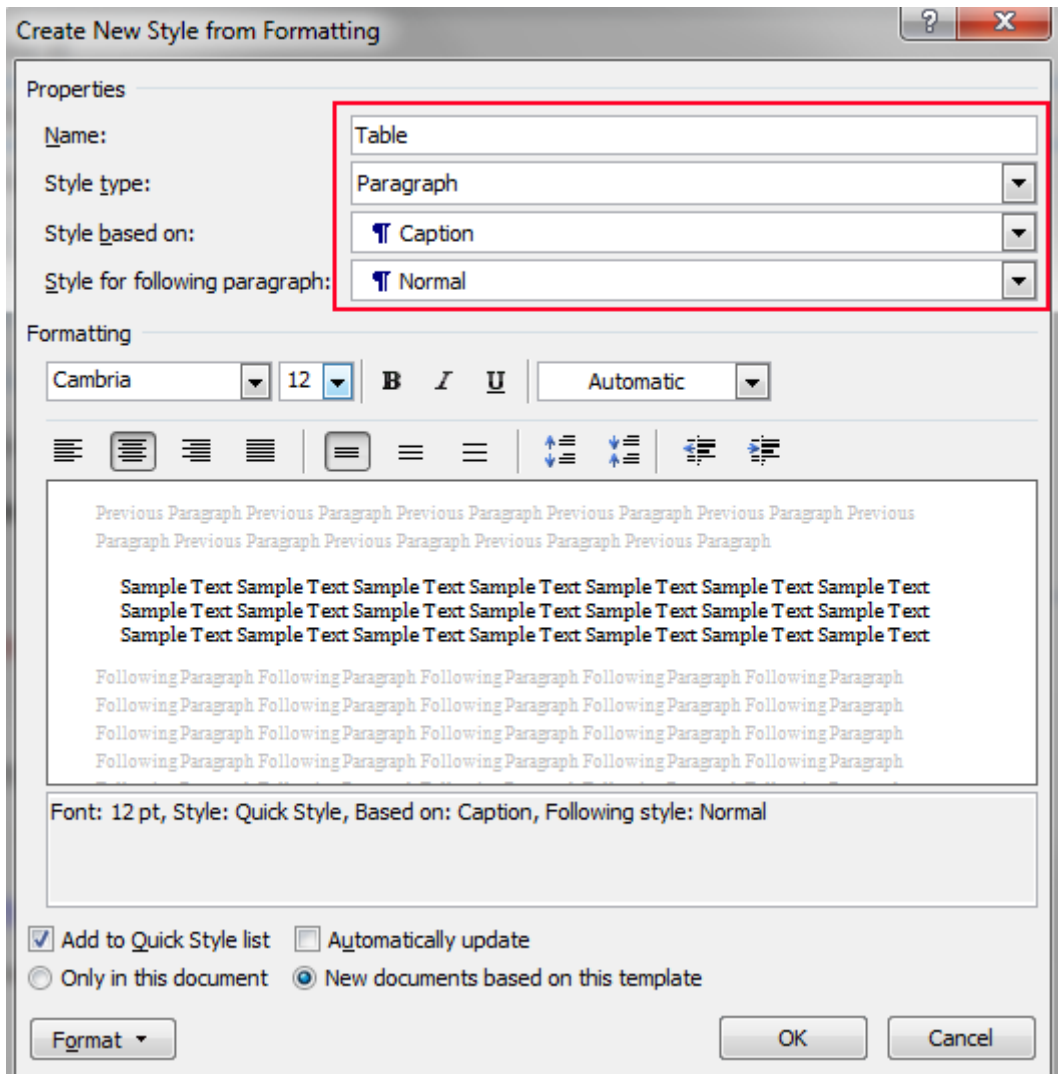 Create New Style from Formatting
Properties
Name: Table
Style type: Paragraph
Style based on: ¶ Caption
Style for following paragraph: ¶ Normal
Formatting
Cambria 12 B I U Automatic
Previous Paragraph Previous Paragraph Previous Paragraph Previous Paragraph Previous Paragraph Previous
Paragraph Previous Paragraph Previous Paragraph Previous Paragraph Previous Paragraph
Sample Text Sample Text Sample Text Sample Text Sample Text Sample Text Sample Text
Sample Text Sample Text Sample Text Sample Text Sample Text Sample Text Sample Text
Sample Text Sample Text Sample Text Sample Text Sample Text Sample Text Sample Text
Following Paragraph Following Paragraph Following Paragraph Following Paragraph Following Paragraph
Following Paragraph Following Paragraph Following Paragraph Following Paragraph Following Paragraph
Following Paragraph Following Paragraph Following Paragraph Following Paragraph Following Paragraph
Following Paragraph Following Paragraph Following Paragraph Following Paragraph Following Paragraph
Font: 12 pt, Style: Quick Style, Based on: Caption, Following style: Normal
Add to Quick Style list Automatically update
Only in this document New documents based on this template
Format OK Cancel